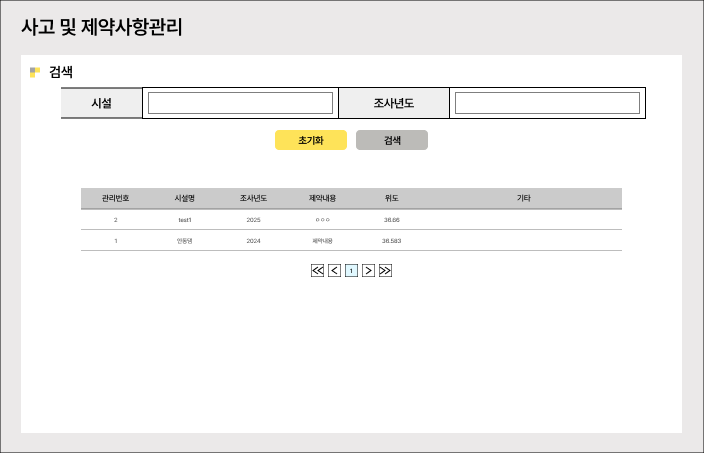 사고 및 제약사항관리
검색
시설 조사년도
초기화 검색
관리번호 시설명 조사년도 제약내용 위도 기타
2 test1 2025 ㅇㅇㅇ 36.66
1 안동댐 2024 제약내용 36.583
1